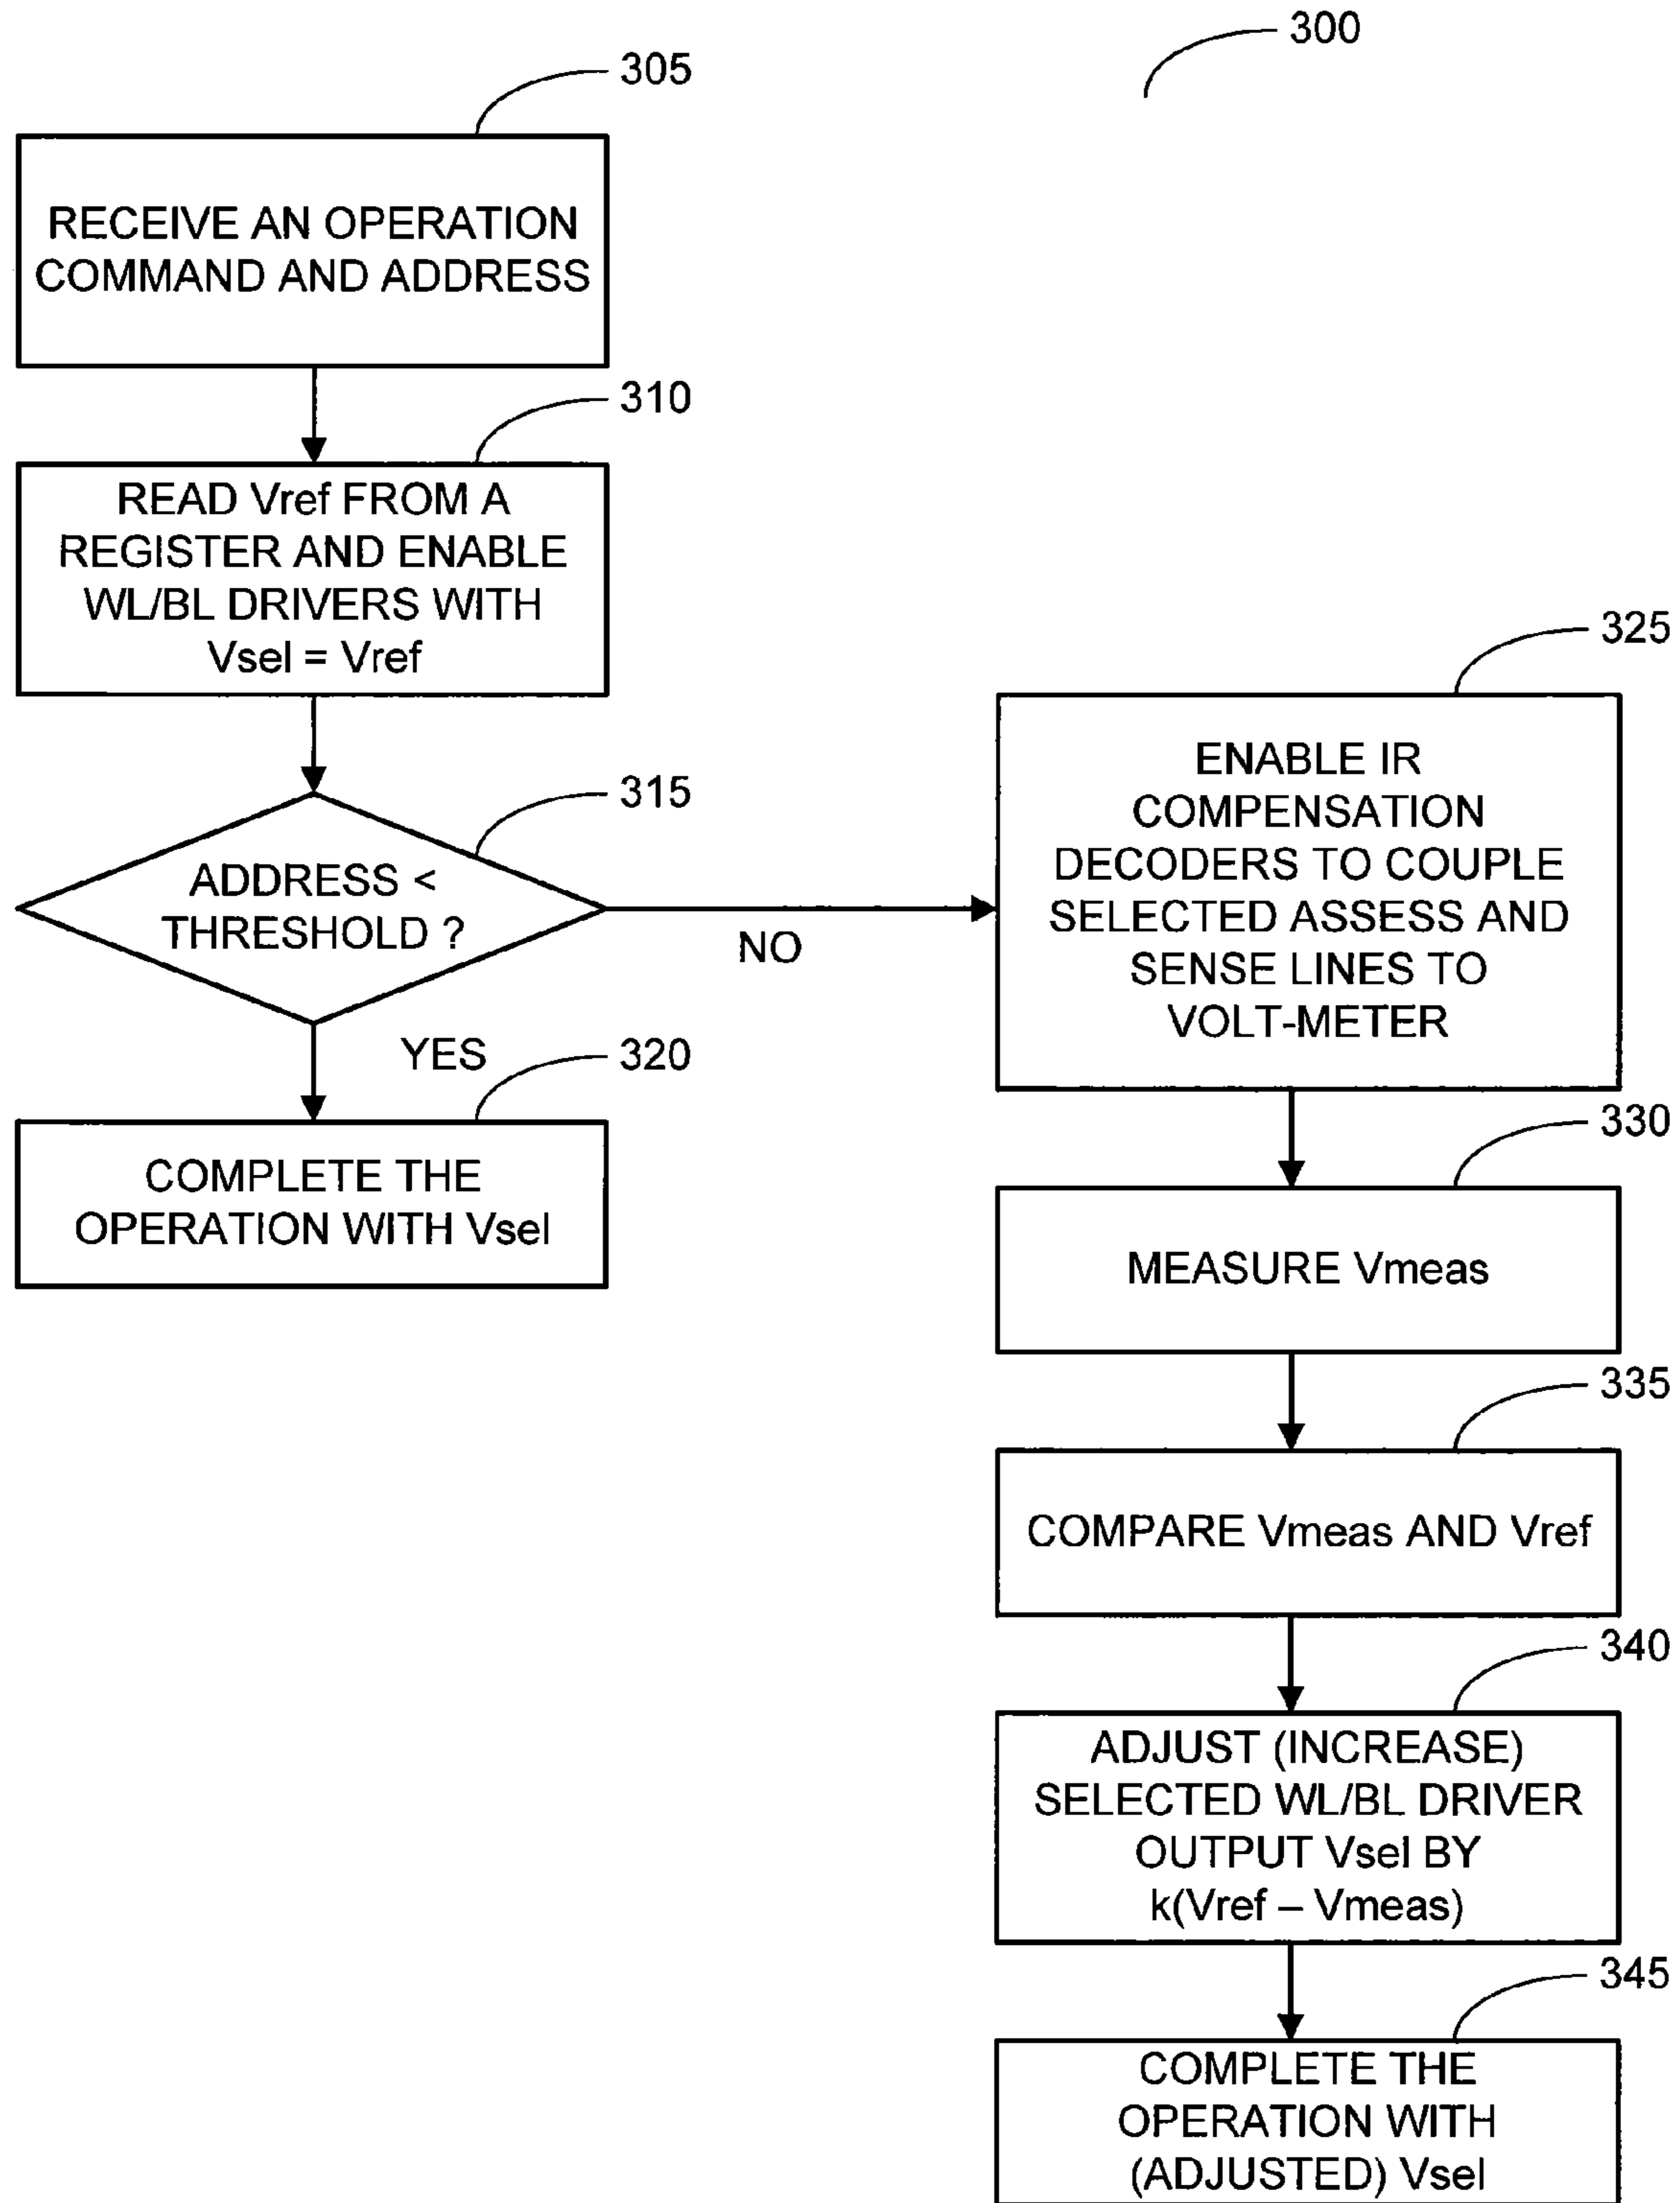 300
305
RECEIVE AN OPERATION
COMMAND AND ADDRESS
310
READ Vref FROM A
REGISTER AND ENABLE
WL/BL DRIVERS WITH
Vsel = Vref
315
ADDRESS <
THRESHOLD ?
NO
YES
320
COMPLETE THE
OPERATION WITH Vsel
325
ENABLE IR
COMPENSATION
DECODERS TO COUPLE
SELECTED ASSESS AND
SENSE LINES TO
VOLT-METER
330
MEASURE Vmeas
335
COMPARE Vmeas AND Vref
340
ADJUST (INCREASE)
SELECTED WL/BL DRIVER
OUTPUT Vsel BY
k(Vref – Vmeas)
345
COMPLETE THE
OPERATION WITH
(ADJUSTED) Vsel